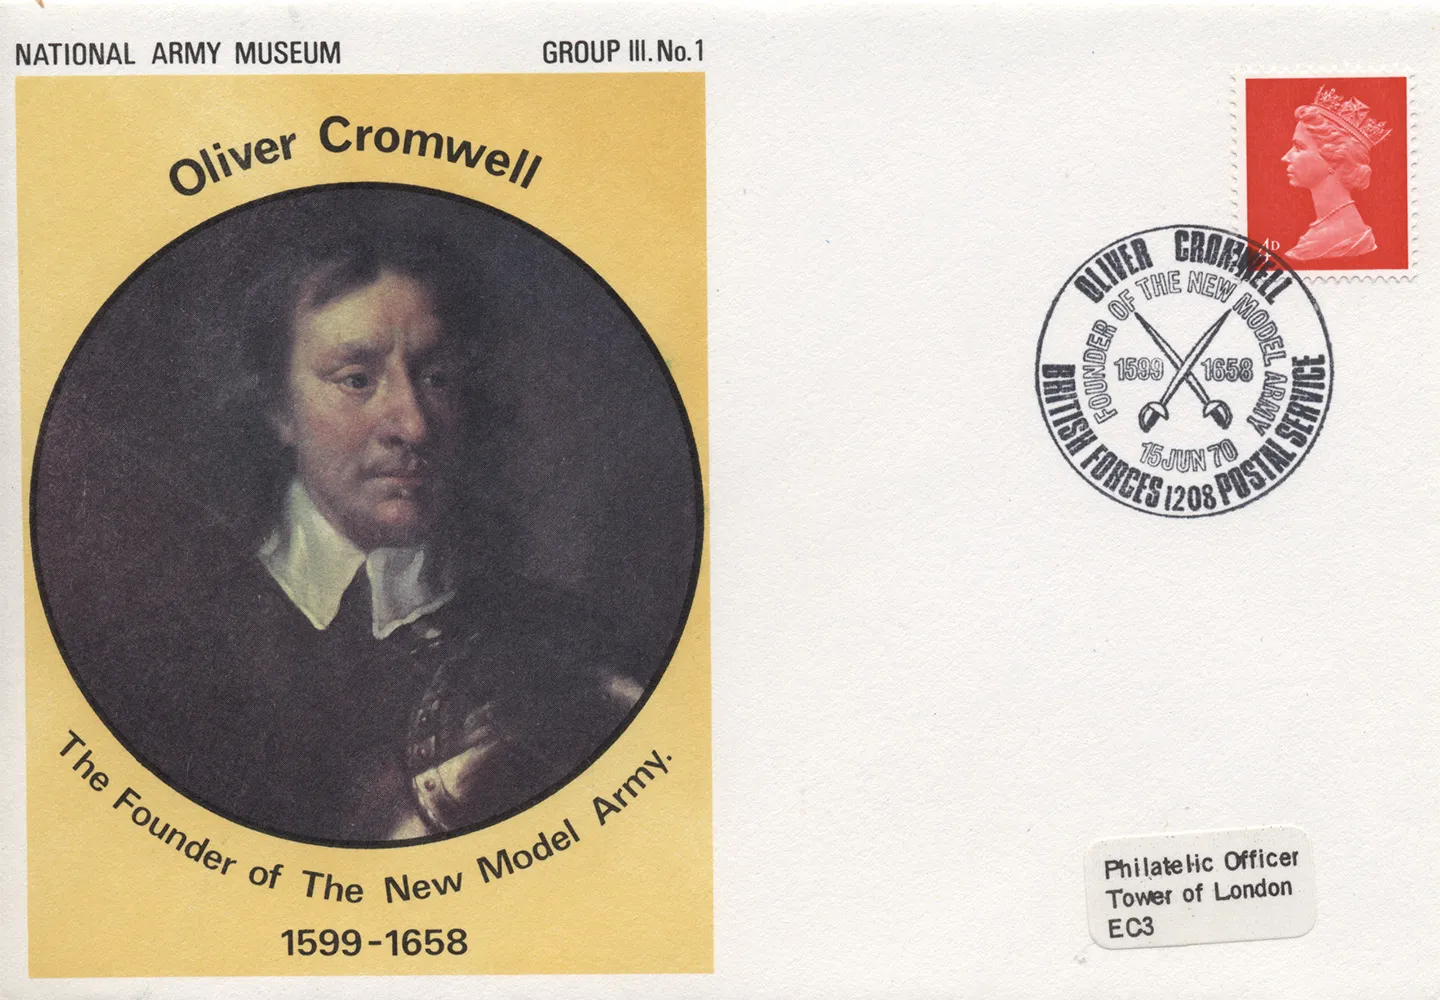 NATIONAL ARMY MUSEUM
GROUP III. No. 1
Oliver Cromwell
The Founder of The New Model Army.
1599-1658
4D
OLIVER CROMWELL
FOUNDER OF THE NEW MODEL ARMY
1599 1658
15 JUN 70
BRITISH FORCES 1208 POSTAL SERVICE
Philatelic Officer
Tower of London
EC3